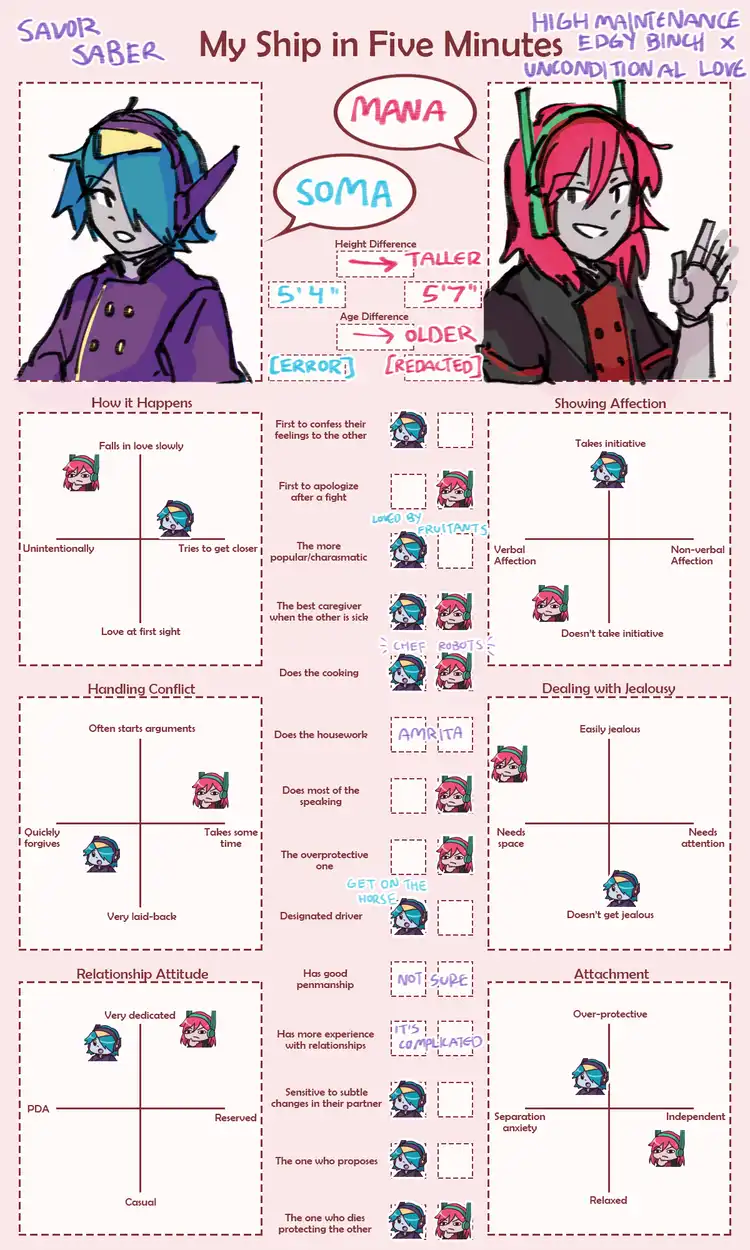 SAVOR
SABER
My Ship in Five Minutes
HIGH MAINTENANCE
EDGY BINCH X
UNCONDITIONAL LOVE
MANA
SOMA
Height Difference
→ TALLER
5'4"
5'7"
Age Difference
→ OLDER
[ERROR]
[REDACTED]
How it Happens
Falls in love slowly
Unintentionally
Tries to get closer
Love at first sight
First to confess their
feelings to the other
First to apologize
after a fight
LOVED BY
FRUITANTS
The more
popular/charasmatic
The best caregiver
when the other is sick
CHEF ROBOTS
Does the cooking
Showing Affection
Takes initiative
Verbal
Affection
Non-verbal
Affection
Doesn't take initiative
Handling Conflict
Often starts arguments
Quickly
forgives
Takes some
time
Very laid-back
Does the housework
AMRITA
Does most of the
speaking
The overprotective
one
GET ON THE
HORSE
Designated driver
Dealing with Jealousy
Easily jealous
Needs
space
Needs
attention
Doesn't get jealous
Relationship Attitude
Very dedicated
PDA
Reserved
Casual
Has good
penmanship
NOT SURE
Has more experience
with relationships
IT'S
COMPLICATED
Sensitive to subtle
changes in their partner
The one who proposes
The one who dies
protecting the other
Attachment
Over-protective
Separation
anxiety
Independent
Relaxed